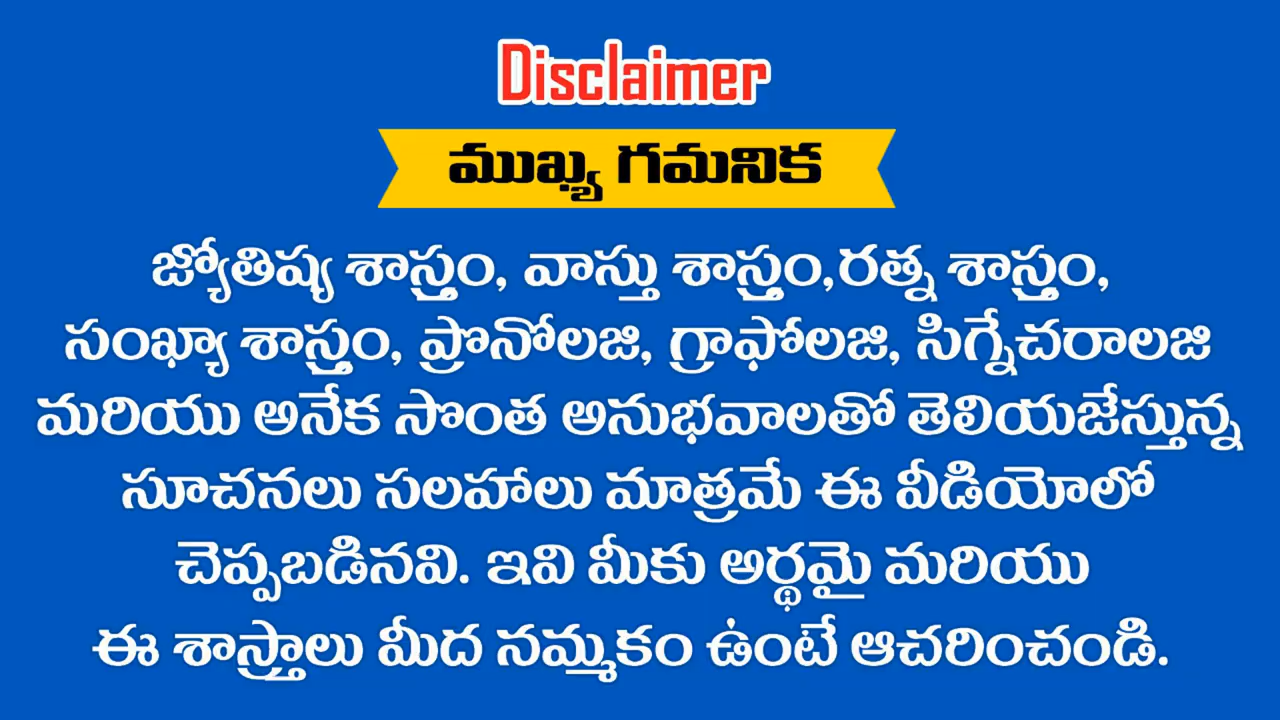 Disclaimer
ముఖ్య గమనిక
జ్యోతిష్య శాస్త్రం, వాస్తు శాస్త్రం,రత్న శాస్త్రం,
సంఖ్యా శాస్త్రం, ప్రొనోలజి, గ్రాఫోలజి, సిగ్నేచరాలజి
మరియు అనేక సొంత అనుభవాలతో తెలియజేస్తున్న
సూచనలు సలహాలు మాత్రమే ఈ వీడియోలో
చెప్పబడినవి. ఇవి మీకు అర్థమై మరియు
ఈ శాస్త్రాలు మీద నమ్మకం ఉంటే ఆచరించండి.